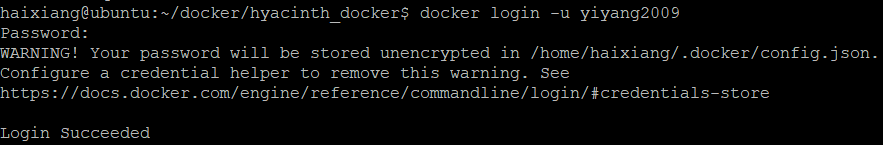 haixiang@ubuntu:~/docker/hyacinth_docker$ docker login -u yiyang2009
Password:
WARNING! Your password will be stored unencrypted in /home/haixiang/.docker/config.json.
Configure a credential helper to remove this warning. See
https://docs.docker.com/engine/reference/commandline/login/#credentials-store
Login Succeeded